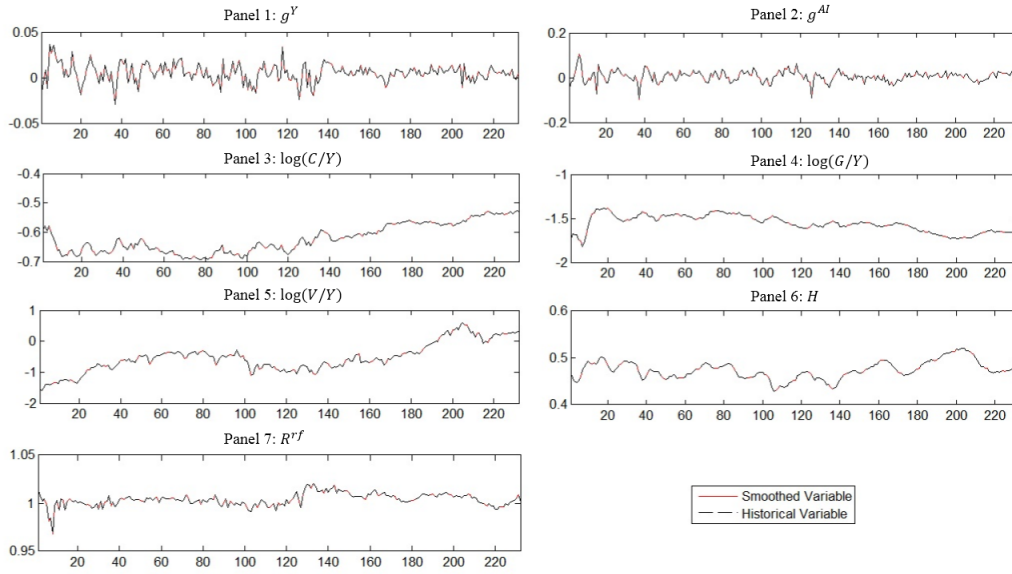 Panel 1: g^Y
0.05
0
-0.05
20 40 60 80 100 120 140 160 180 200 220
Panel 2: g^AI
0.2
0
-0.2
20 40 60 80 100 120 140 160 180 200 220
Panel 3: log(C/Y)
-0.4
-0.5
-0.6
-0.7
0 20 40 60 80 100 120 140 160 180 200 220
Panel 4: log(G/Y)
-1
-1.5
-2
0 20 40 60 80 100 120 140 160 180 200 220
Panel 5: log(V/Y)
1
0
-1
-2
20 40 60 80 100 120 140 160 180 200 220
Panel 6: H
0.6
0.5
0.4
0 20 40 60 80 100 120 140 160 180 200 220
Panel 7: R^rf
1.05
1
0.95
0 20 40 60 80 100 120 140 160 180 200 220
Smoothed Variable
Historical Variable